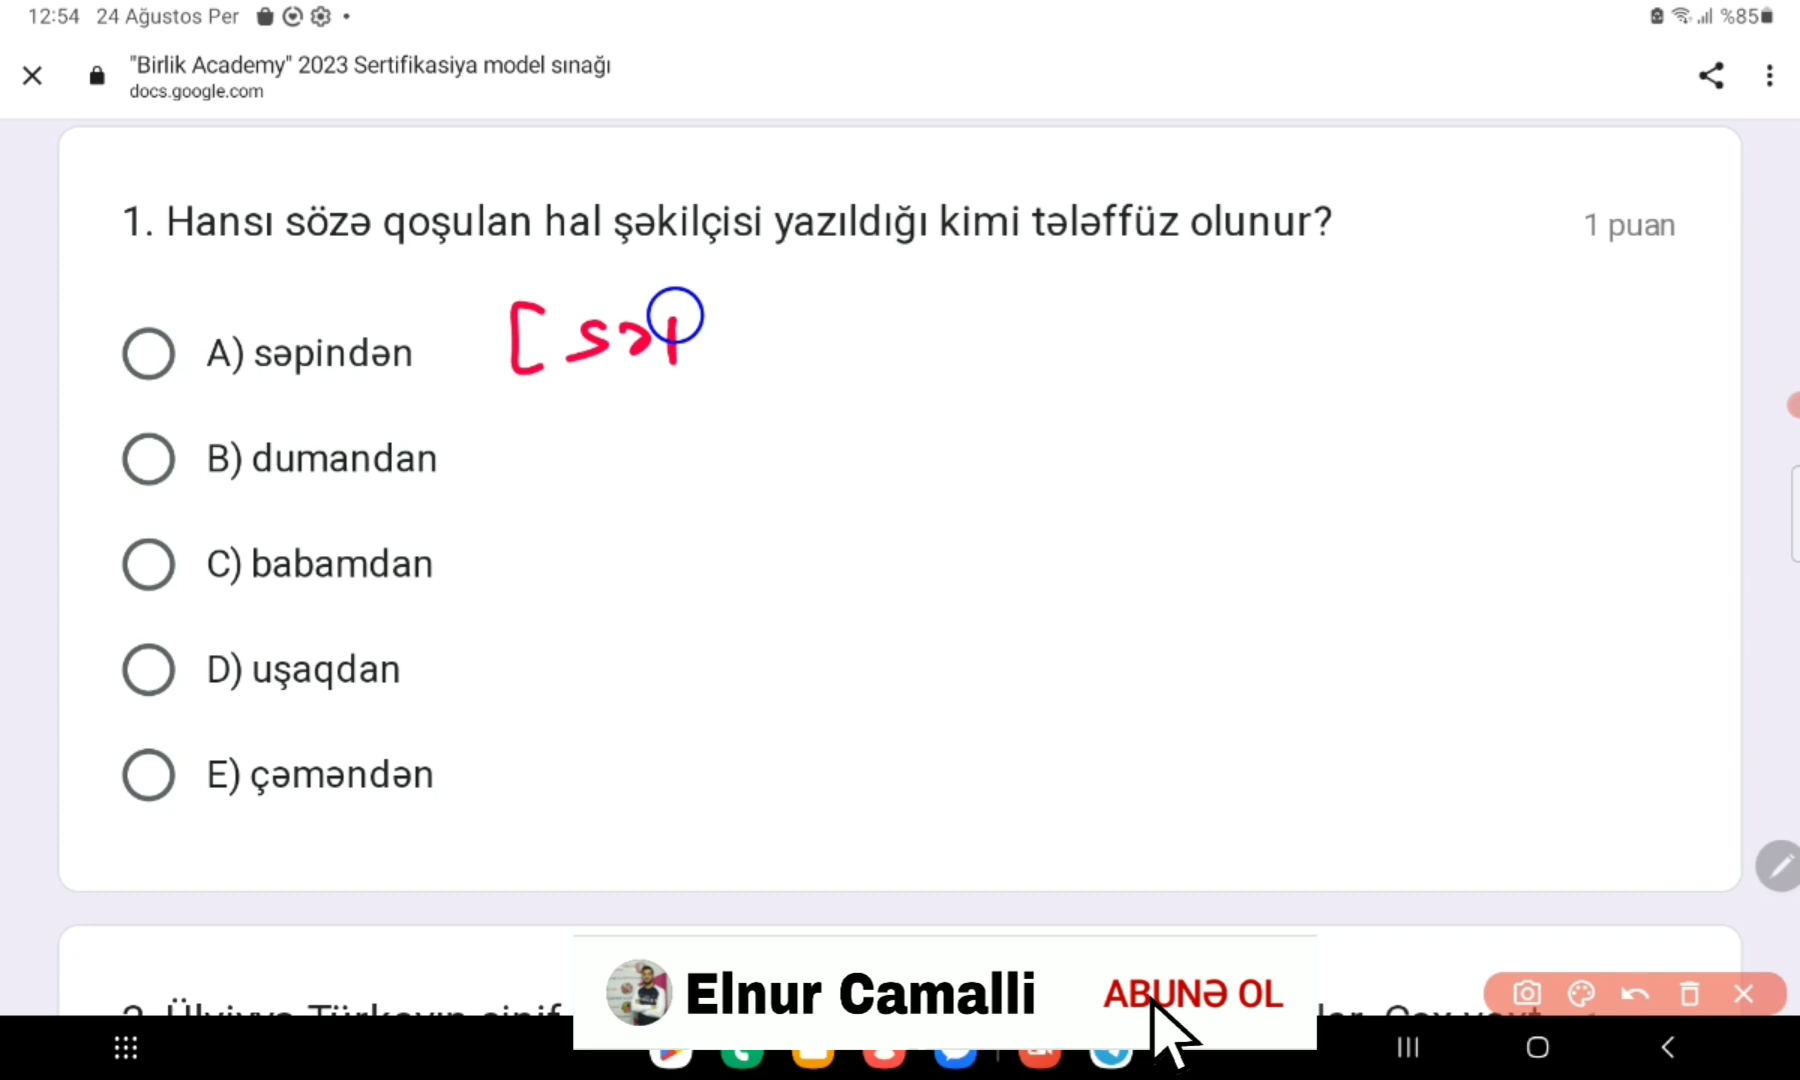 12:54 24 Ağustos Per
%85
"Birlik Academy" 2023 Sertifikasiya model sınağı
docs.google.com
1. Hansı sözə qoşulan hal şəkilçisi yazıldığı kimi tələffüz olunur?
1 puan
A) səpindən
[ səp
B) dumandan
C) babamdan
D) uşaqdan
E) çəməndən
Elnur Camalli
ABUNƏ OL